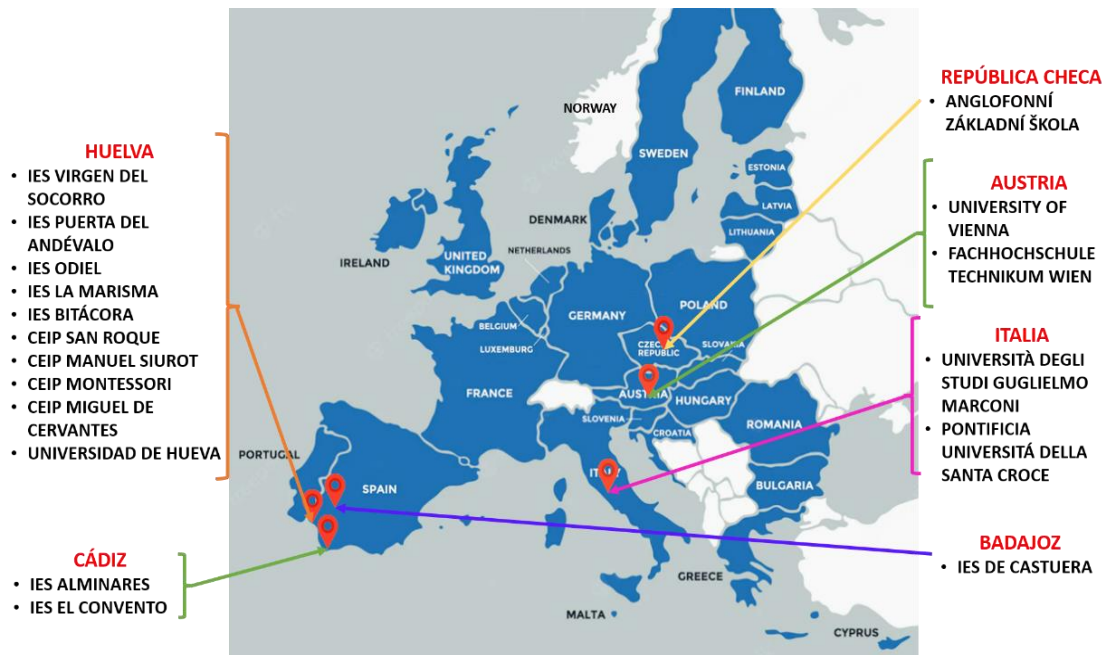 HUELVA
• IES VIRGEN DEL
SOCORRO
• IES PUERTA DEL
ANDÉVALO
• IES ODIEL
• IES LA MARISMA
• IES BITÁCORA
• CEIP SAN ROQUE
• CEIP MANUEL SIUROT
• CEIP MONTESSORI
• CEIP MIGUEL DE
CERVANTES
• UNIVERSIDAD DE HUEVA
CÁDIZ
• IES ALMINARES
• IES EL CONVENTO
NORWAY
FINLAND
SWEDEN
ESTONIA
LATVIA
LITHUANIA
DENMARK
IRELAND
UNITED
KINGDOM
NETHERLANDS
BELGIUM
LUXEMBURG
GERMANY
POLAND
CZECH
REPUBLIC
SLOVAKIA
FRANCE
AUSTRIA
HUNGARY
SLOVENIA
CROATIA
ROMANIA
BULGARIA
PORTUGAL
SPAIN
ITALY
GREECE
MALTA
CYPRUS
REPÚBLICA CHECA
• ANGLOFONNÍ
ZÁKLADNÍ ŠKOLA
AUSTRIA
• UNIVERSITY OF
VIENNA
• FACHHOCHSCHULE
TECHNIKUM WIEN
ITALIA
• UNIVERSITÀ DEGLI
STUDI GUGLIELMO
MARCONI
• PONTIFICIA
UNIVERSITÁ DELLA
SANTA CROCE
BADAJOZ
• IES DE CASTUERA